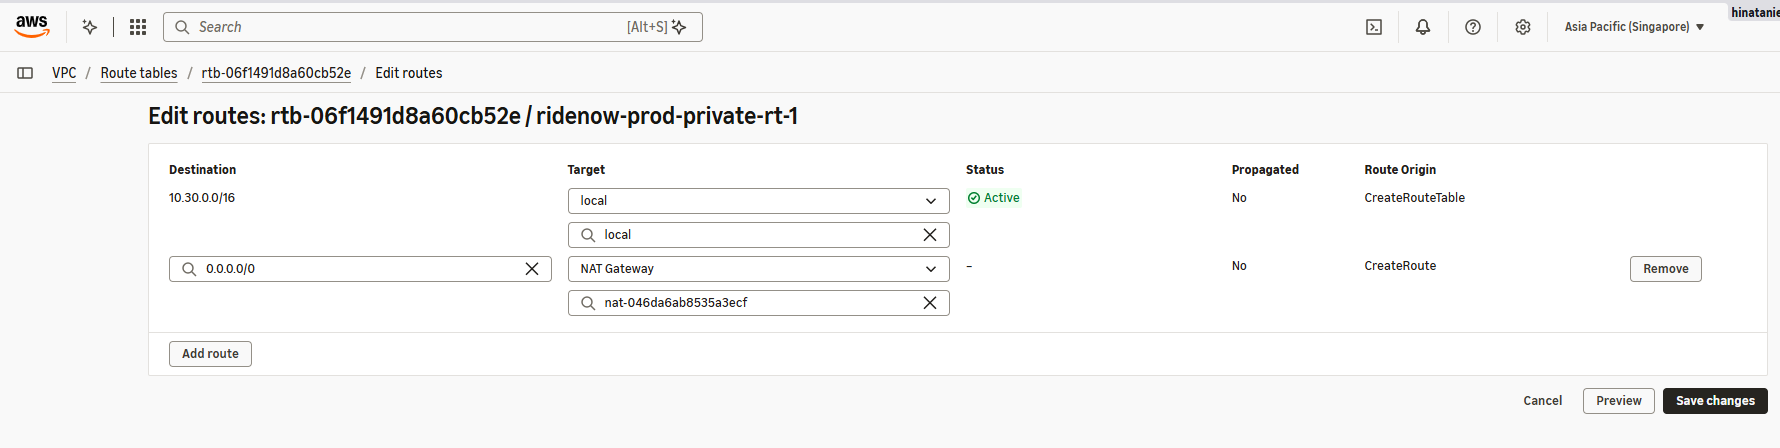 hinatanie
aws
Search [Alt+S]
Asia Pacific (Singapore)
VPC / Route tables / rtb-06f1491d8a60cb52e / Edit routes
Edit routes: rtb-06f1491d8a60cb52e / ridenow-prod-private-rt-1
Destination Target Status Propagated Route Origin
10.30.0.0/16 local Active No CreateRouteTable
local
0.0.0.0/0 NAT Gateway – No CreateRoute Remove
nat-046da6ab8535a3ecf
Add route
Cancel Preview Save changes